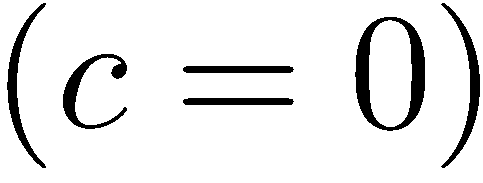 (c = 0)